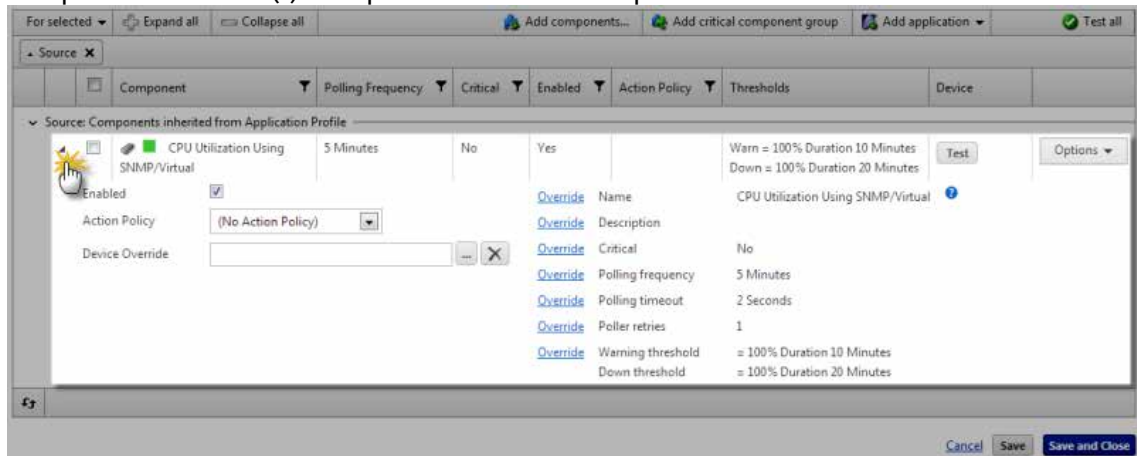 For selected Expand all Collapse all Add components... Add critical component group Add application Test all
Source
Component Polling Frequency Critical Enabled Action Policy Thresholds Device
Source: Components inherited from Application Profile
CPU Utilization Using 5 Minutes No Yes Warn = 100% Duration 10 Minutes Test Options
SNMP/Virtual Down = 100% Duration 20 Minutes
Enabled Override Name CPU Utilization Using SNMP/Virtual
Action Policy (No Action Policy) Override Description
Device Override ... Override Critical No
Override Polling frequency 5 Minutes
Override Polling timeout 2 Seconds
Override Poller retries 1
Override Warning threshold = 100% Duration 10 Minutes
Down threshold = 100% Duration 20 Minutes
Cancel Save Save and Close